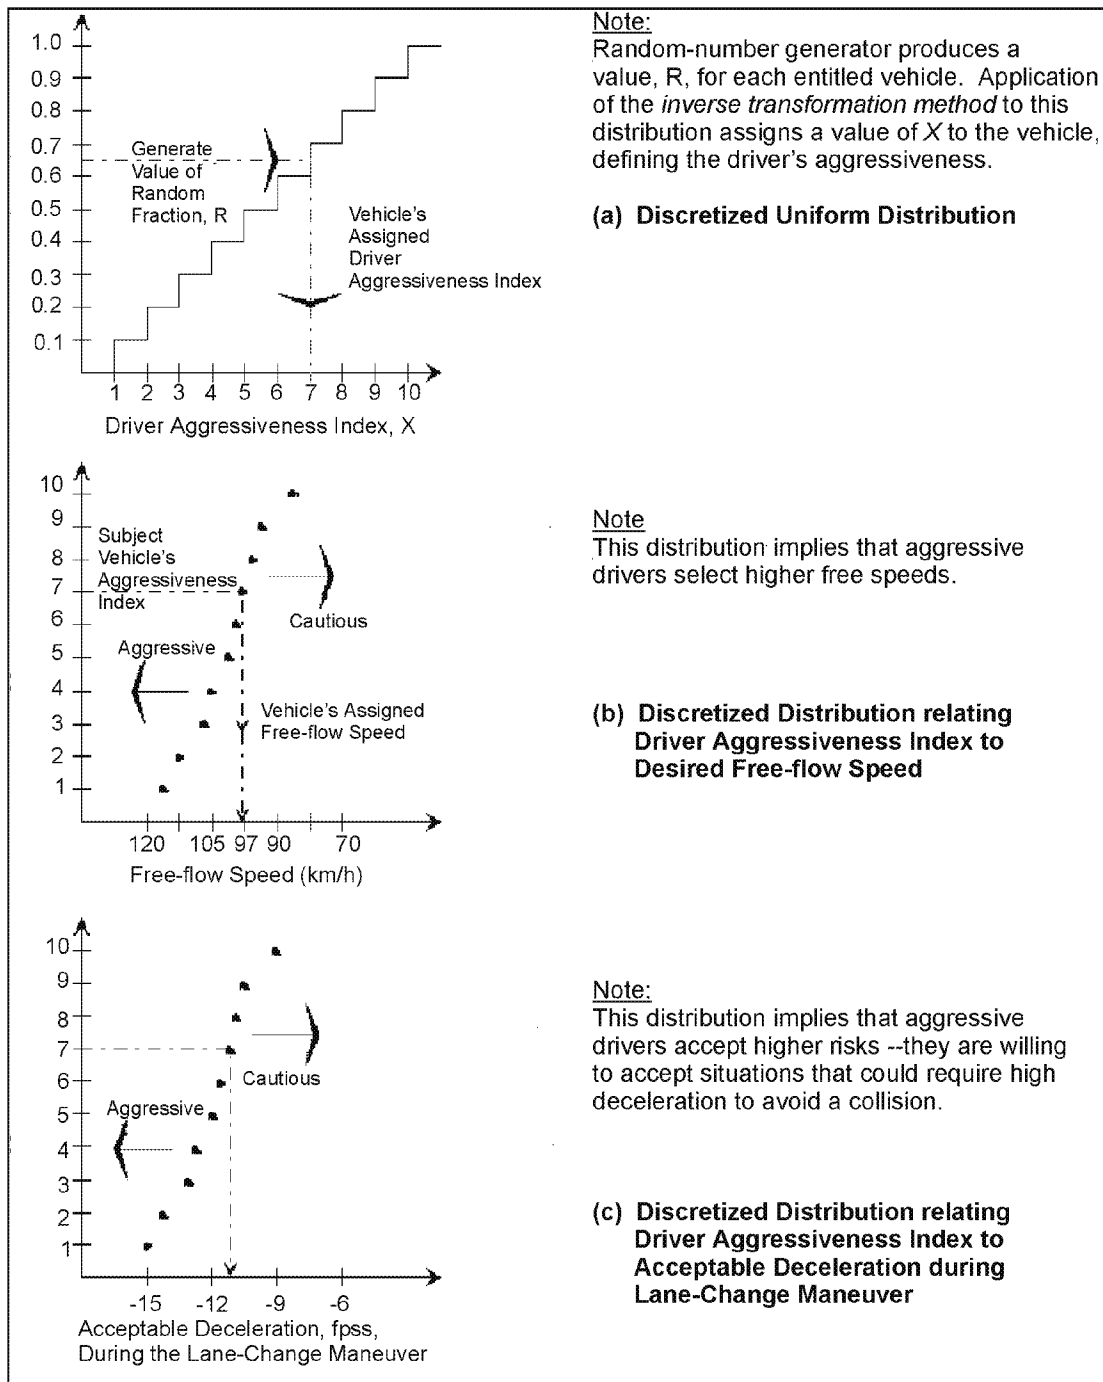 1.0
0.9
0.8
0.7
0.6
0.5
0.4
0.3
0.2
0.1
Generate
Value of
Random
Fraction, R
Vehicle's
Assigned
Driver
Aggressiveness Index
1 2 3 4 5 6 7 8 9 10
Driver Aggressiveness Index, X
Note:
Random-number generator produces a
value, R, for each entitled vehicle. Application
of the inverse transformation method to this
distribution assigns a value of X to the vehicle,
defining the driver's aggressiveness.
(a) Discretized Uniform Distribution
10
9
8
7
6
5
4
3
2
1
Subject
Vehicle's
Aggressiveness
Index
Cautious
Aggressive
Vehicle's Assigned
Free-flow Speed
120 105 97 90 70
Free-flow Speed (km/h)
Note
This distribution implies that aggressive
drivers select higher free speeds.
(b) Discretized Distribution relating
Driver Aggressiveness Index to
Desired Free-flow Speed
10
9
8
7
6
5
4
3
2
1
Cautious
Aggressive
-15 -12 -9 -6
Acceptable Deceleration, fpss,
During the Lane-Change Maneuver
Note:
This distribution implies that aggressive
drivers accept higher risks --they are willing
to accept situations that could require high
deceleration to avoid a collision.
(c) Discretized Distribution relating
Driver Aggressiveness Index to
Acceptable Deceleration during
Lane-Change Maneuver